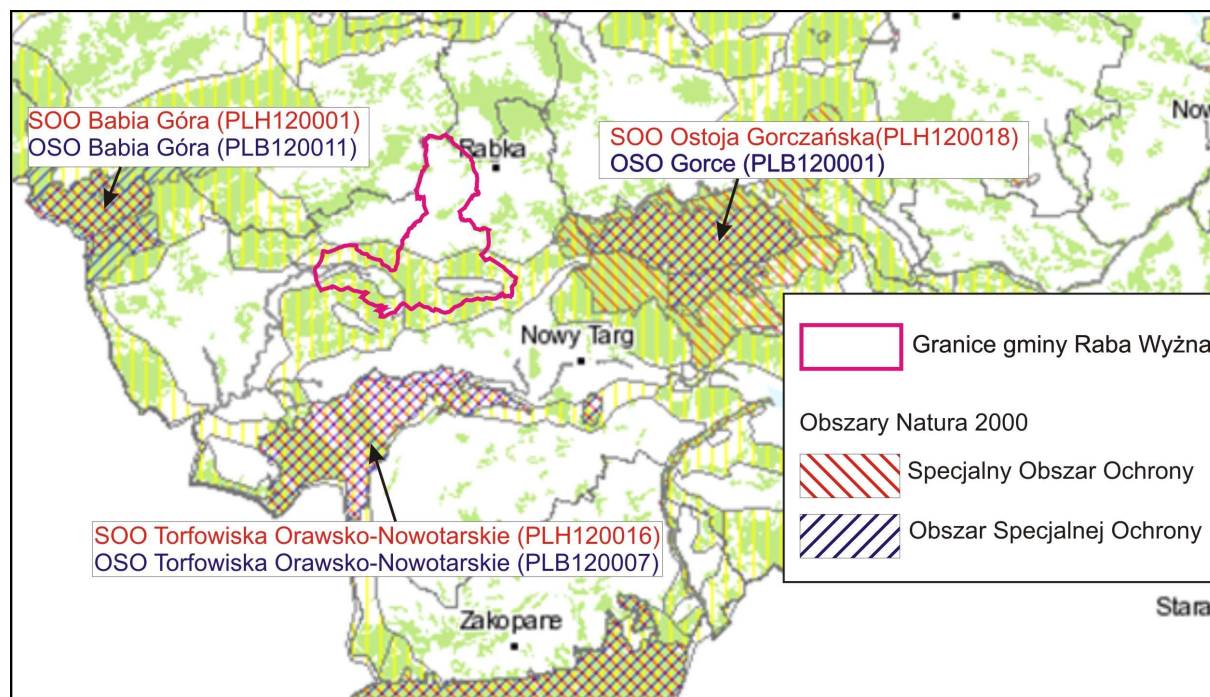 SOO Babia Góra (PLH120001)
OSO Babia Góra (PLB120011)
Rabka
SOO Ostoja Gorczańska(PLH120018)
OSO Gorce (PLB120001)
Now
Nowy Targ
Granice gminy Raba Wyżna
Obszary Natura 2000
Specjalny Obszar Ochrony
Obszar Specjalnej Ochrony
SOO Torfowiska Orawsko-Nowotarskie (PLH120016)
OSO Torfowiska Orawsko-Nowotarskie (PLB120007)
Zakopane
Stara